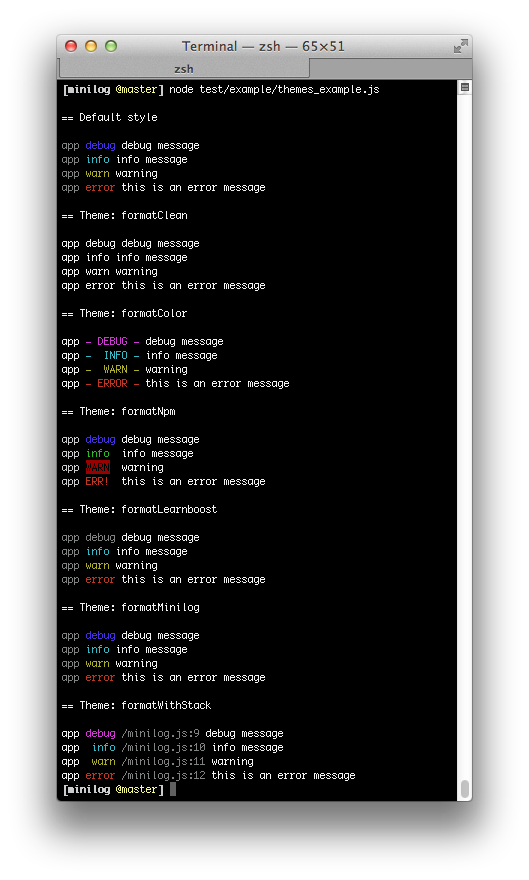 Terminal — zsh — 65×51
zsh
[minilog @master] node test/example/themes_example.js
== Default style
app debug debug message
app info info message
app warn warning
app error this is an error message
== Theme: formatClean
app debug debug message
app info info message
app warn warning
app error this is an error message
== Theme: formatColor
app - DEBUG - debug message
app -  INFO - info message
app -  WARN - warning
app - ERROR - this is an error message
== Theme: formatNpm
app debug debug message
app info  info message
app WARN  warning
app ERR!  this is an error message
== Theme: formatLearnboost
app debug debug message
app info info message
app warn warning
app error this is an error message
== Theme: formatMinilog
app debug debug message
app info info message
app warn warning
app error this is an error message
== Theme: formatWithStack
app debug /minilog.js:9 debug message
app  info /minilog.js:10 info message
app  warn /minilog.js:11 warning
app error /minilog.js:12 this is an error message
[minilog @master]